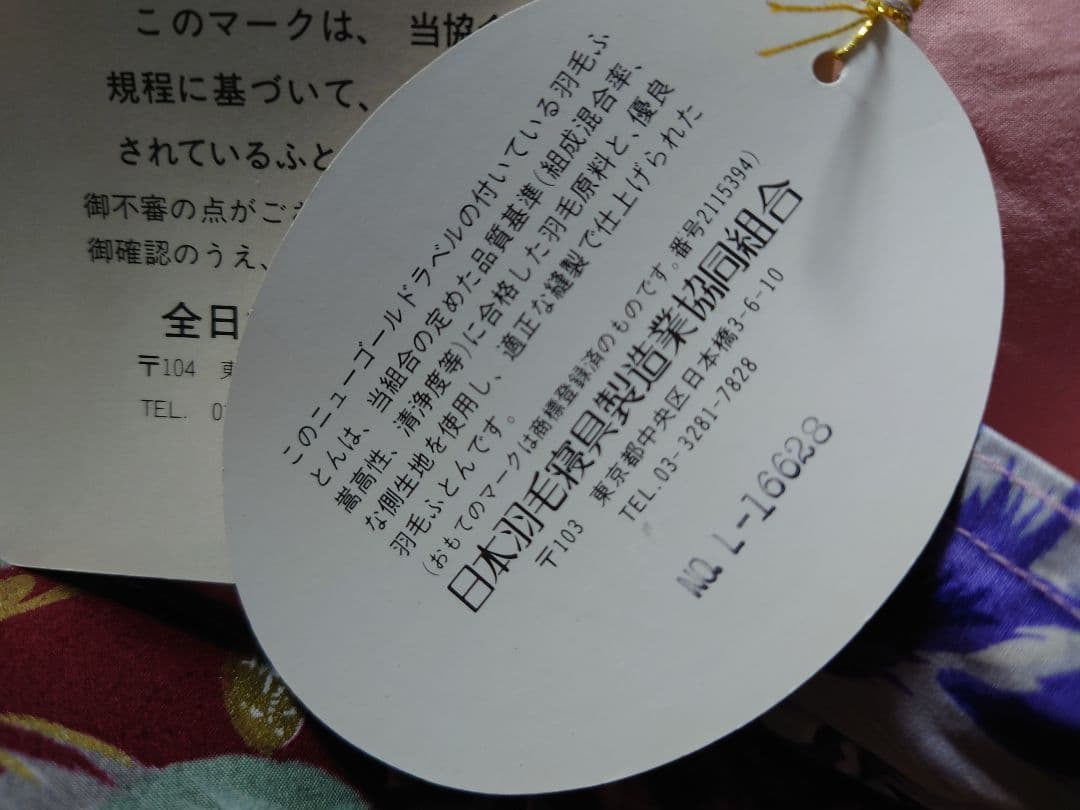 このマークは、 当協
規程に基づいて、
されているふと
御不審の点がござ
御確認のうえ、
全日
〒104 東
TEL. 0
このニューゴールドラベルの付いている羽毛ふ
とんは、当組合の定めた品質基準(組成混合率、
嵩高性、清浄度等)に合格した羽毛原料と、優良
な側生地を使用し、適正な縫製で仕上げられた
羽毛ふとんです。
(おもてのマークは商標登録済のものです。番号2115394)
日本羽毛寝具製造業協同組合
〒103 東京都中央区日本橋3-6-10
TEL.03-3281-7828
NO. L-16628